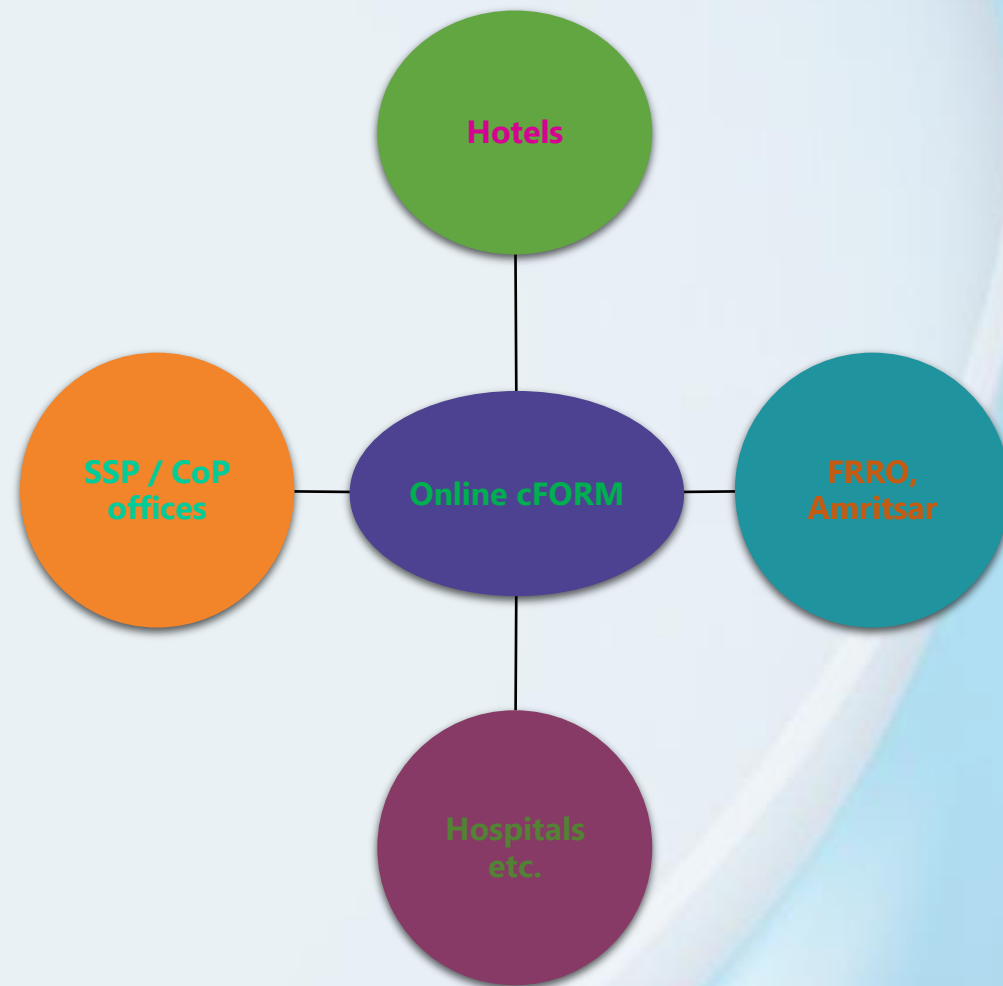 Hotels
SSP / CoP
offices
Online cFORM
FRRO,
Amritsar
Hospitals
etc.